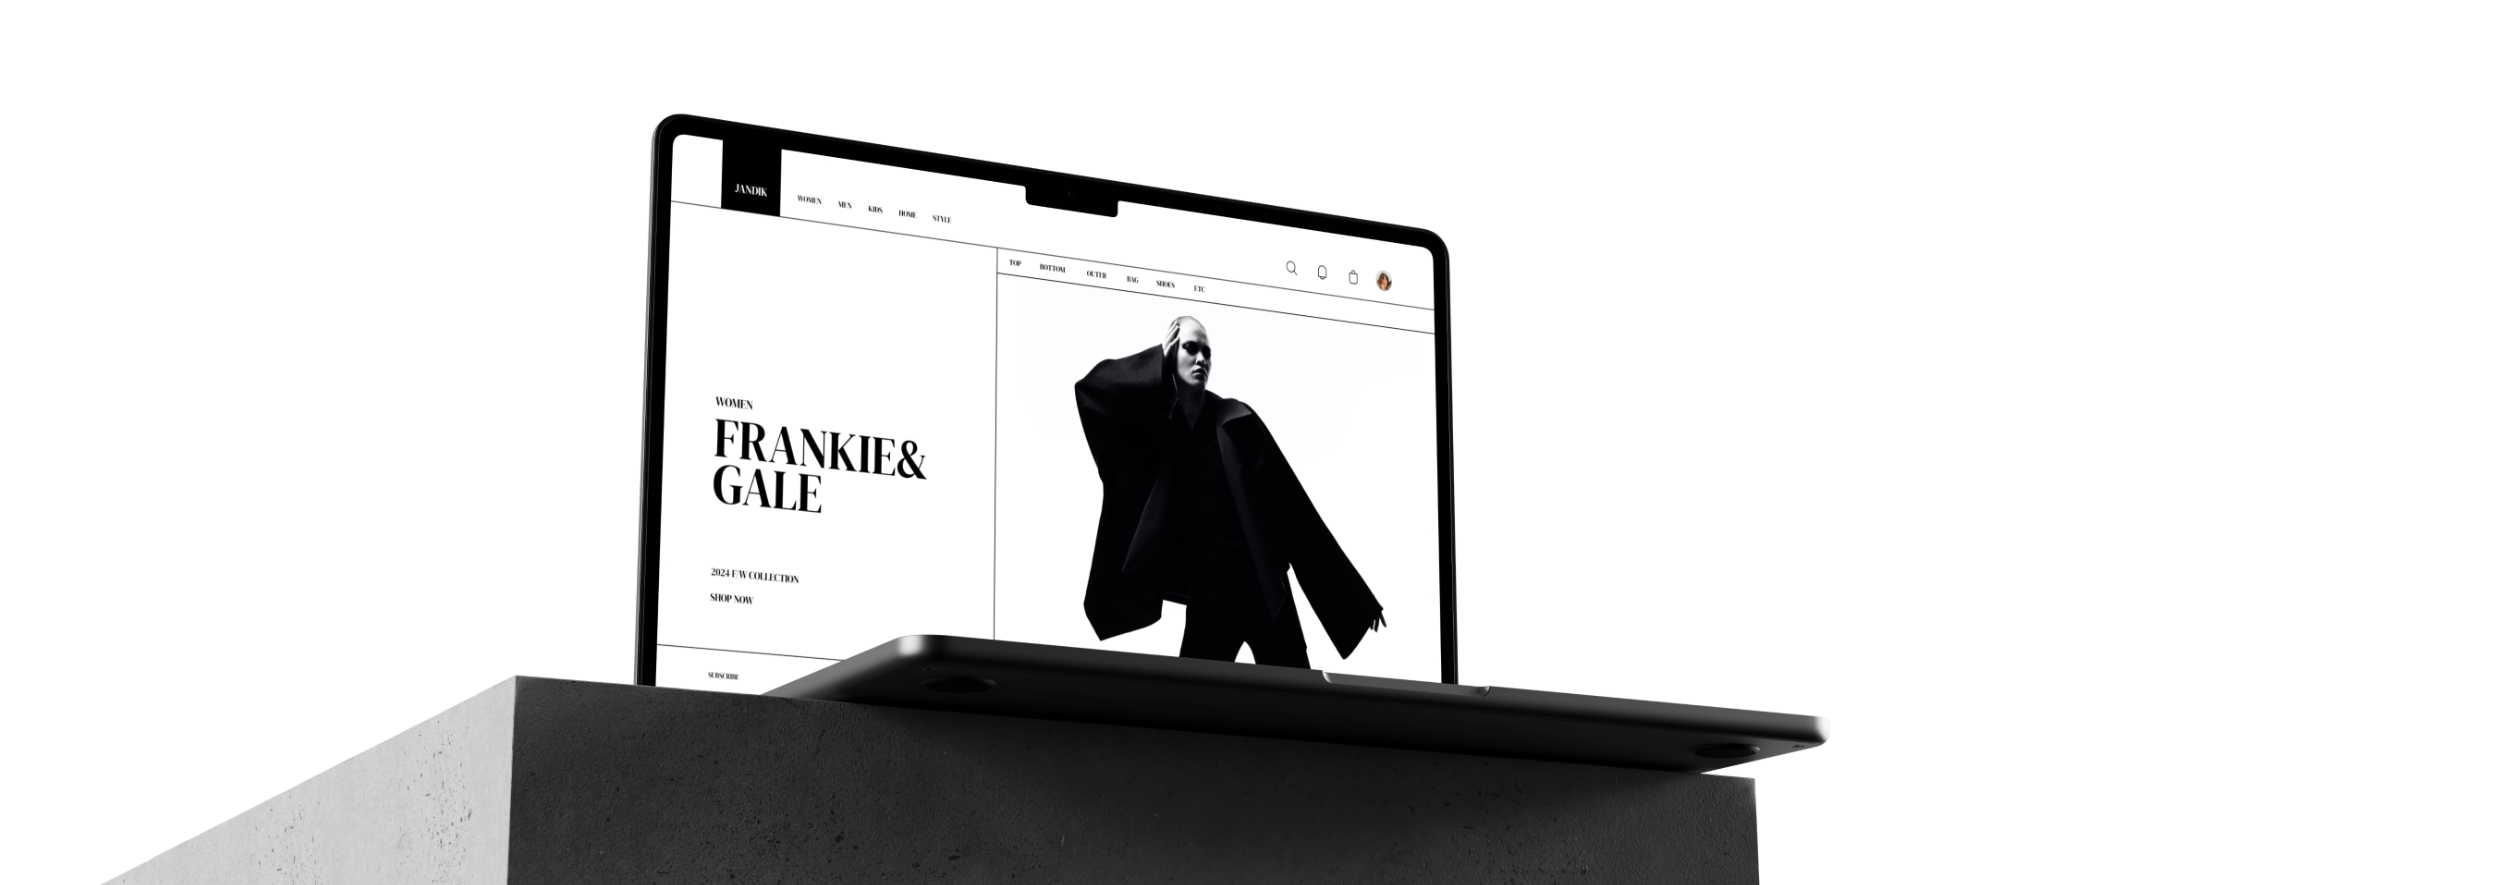 JANDIK
WOMEN MEN KIDS HOME STYLE
TOP BOTTOM OUTER BAG SHOES ETC
WOMEN
FRANKIE&
GALE
2024 F/W COLLECTION
SHOP NOW
SUBSCRIBE